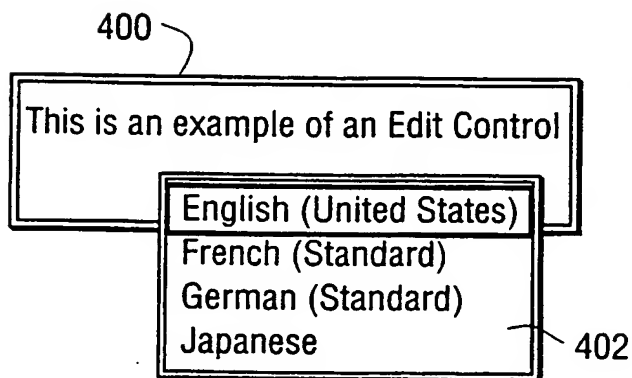 400
This is an example of an Edit Control
English (United States)
French (Standard)
German (Standard)
Japanese
402